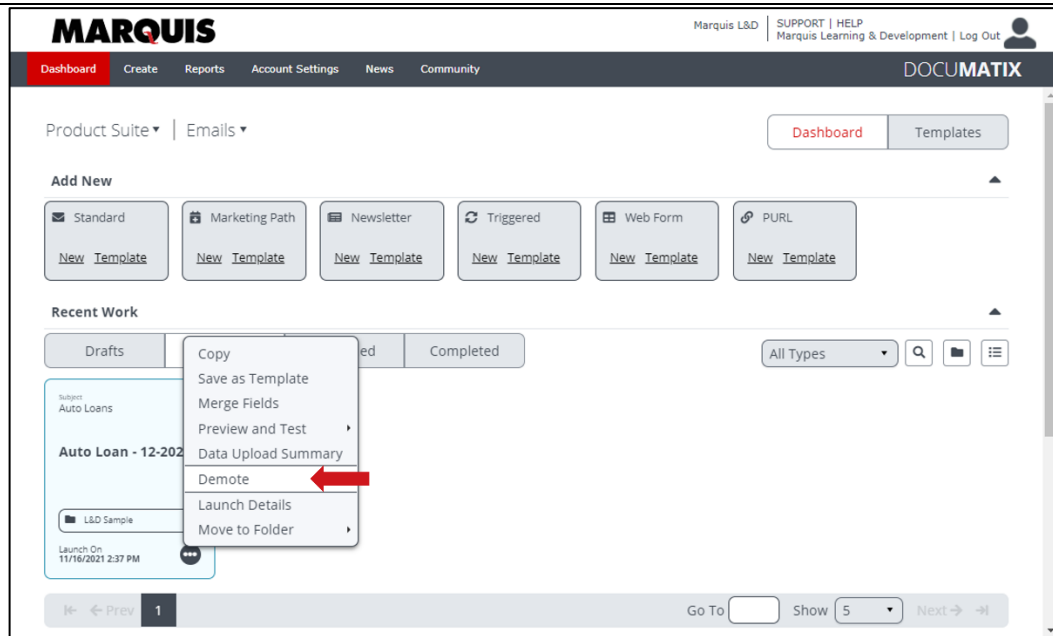 MARQUIS
Marquis L&D
SUPPORT | HELP
Marquis Learning & Development | Log Out
Dashboard Create Reports Account Settings News Community
DOCUMATIX
Product Suite | Emails
Dashboard Templates
Add New
Standard Marketing Path Newsletter Triggered Web Form PURL
New Template New Template New Template New Template New Template New Template
Recent Work
Drafts ed Completed
All Types
Copy
Save as Template
Merge Fields
Preview and Test
Data Upload Summary
Demote
Launch Details
Move to Folder
Subject
Auto Loans
Auto Loan - 12-202
L&D Sample
Launch On
11/16/2021 2:37 PM
Prev 1
Go To Show 5 Next